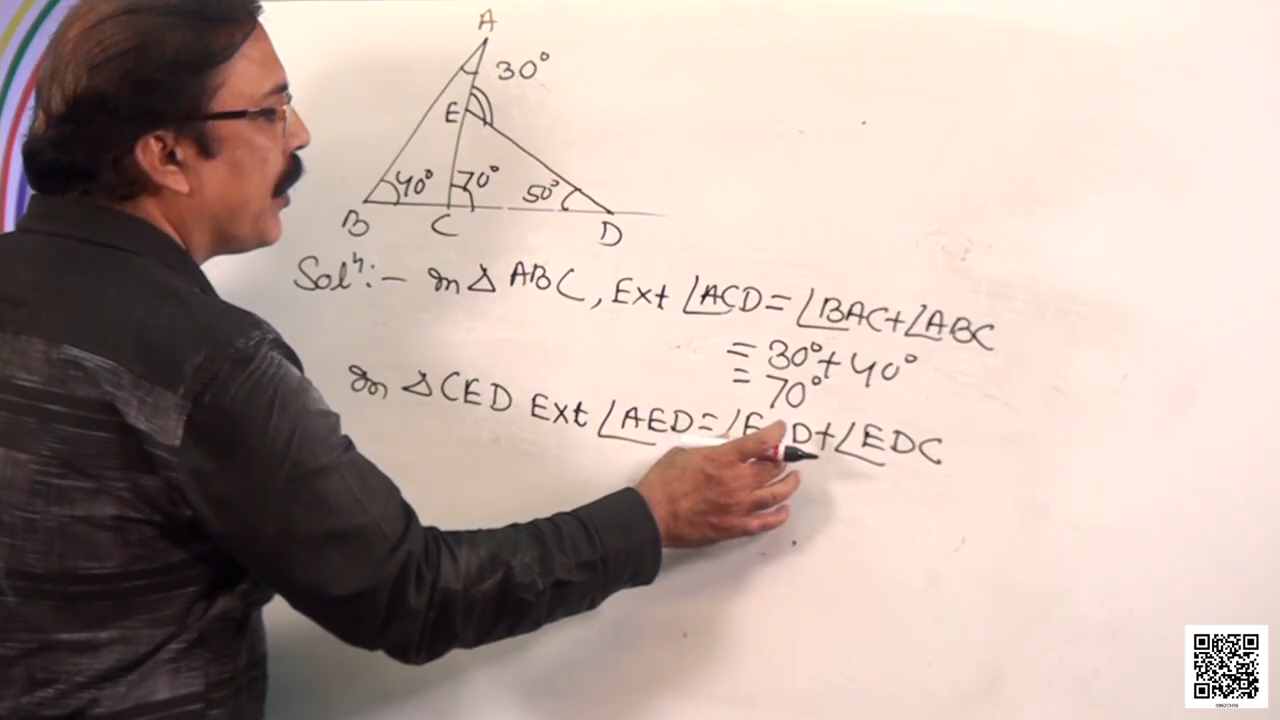 A
30°
E
40° 70° 50°
B C D
Solⁿ:- In Δ ABC, Ext ∠ACD = ∠BAC + ∠ABC
= 30° + 40°
= 70°
In Δ CED Ext ∠AED = ∠E D + ∠EDC